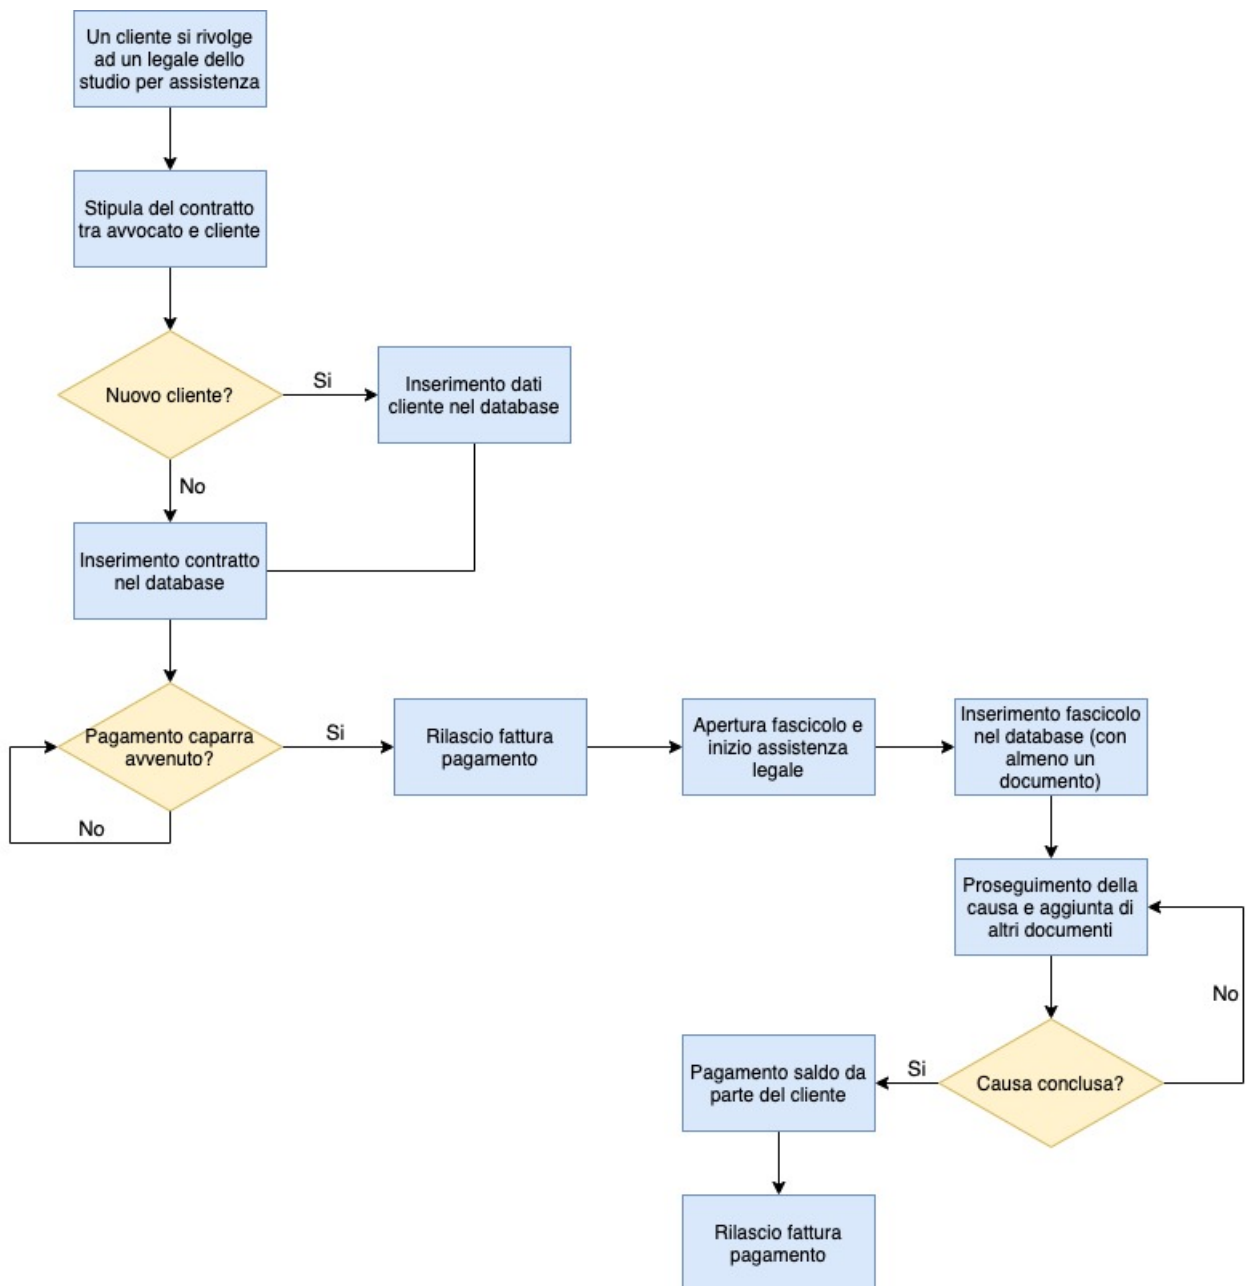 Un cliente si rivolge
ad un legale dello
studio per assistenza
Stipula del contratto
tra avvocato e cliente
Nuovo cliente?
Si
Inserimento dati
cliente nel database
No
Inserimento contratto
nel database
Pagamento caparra
avvenuto?
Si
No
Rilascio fattura
pagamento
Apertura fascicolo e
inizio assistenza
legale
Inserimento fascicolo
nel database (con
almeno un
documento)
Proseguimento della
causa e aggiunta di
altri documenti
No
Causa conclusa?
Si
Pagamento saldo da
parte del cliente
Rilascio fattura
pagamento